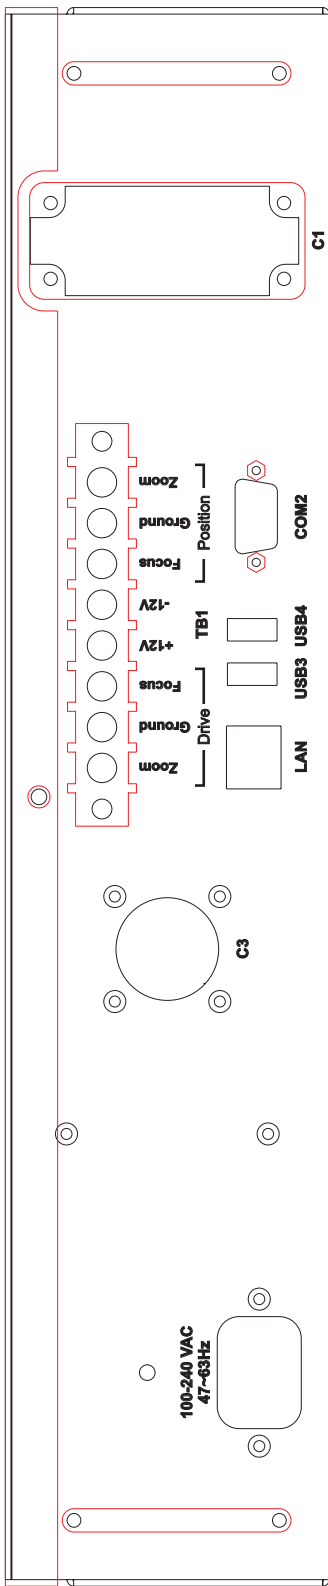 100-240 VAC
47~63Hz
C3
Zoom
Ground
Focus
+12V
-12V
Focus
Ground
Zoom
Drive
TB1
Position
LAN
USB3
USB4
COM2
C1